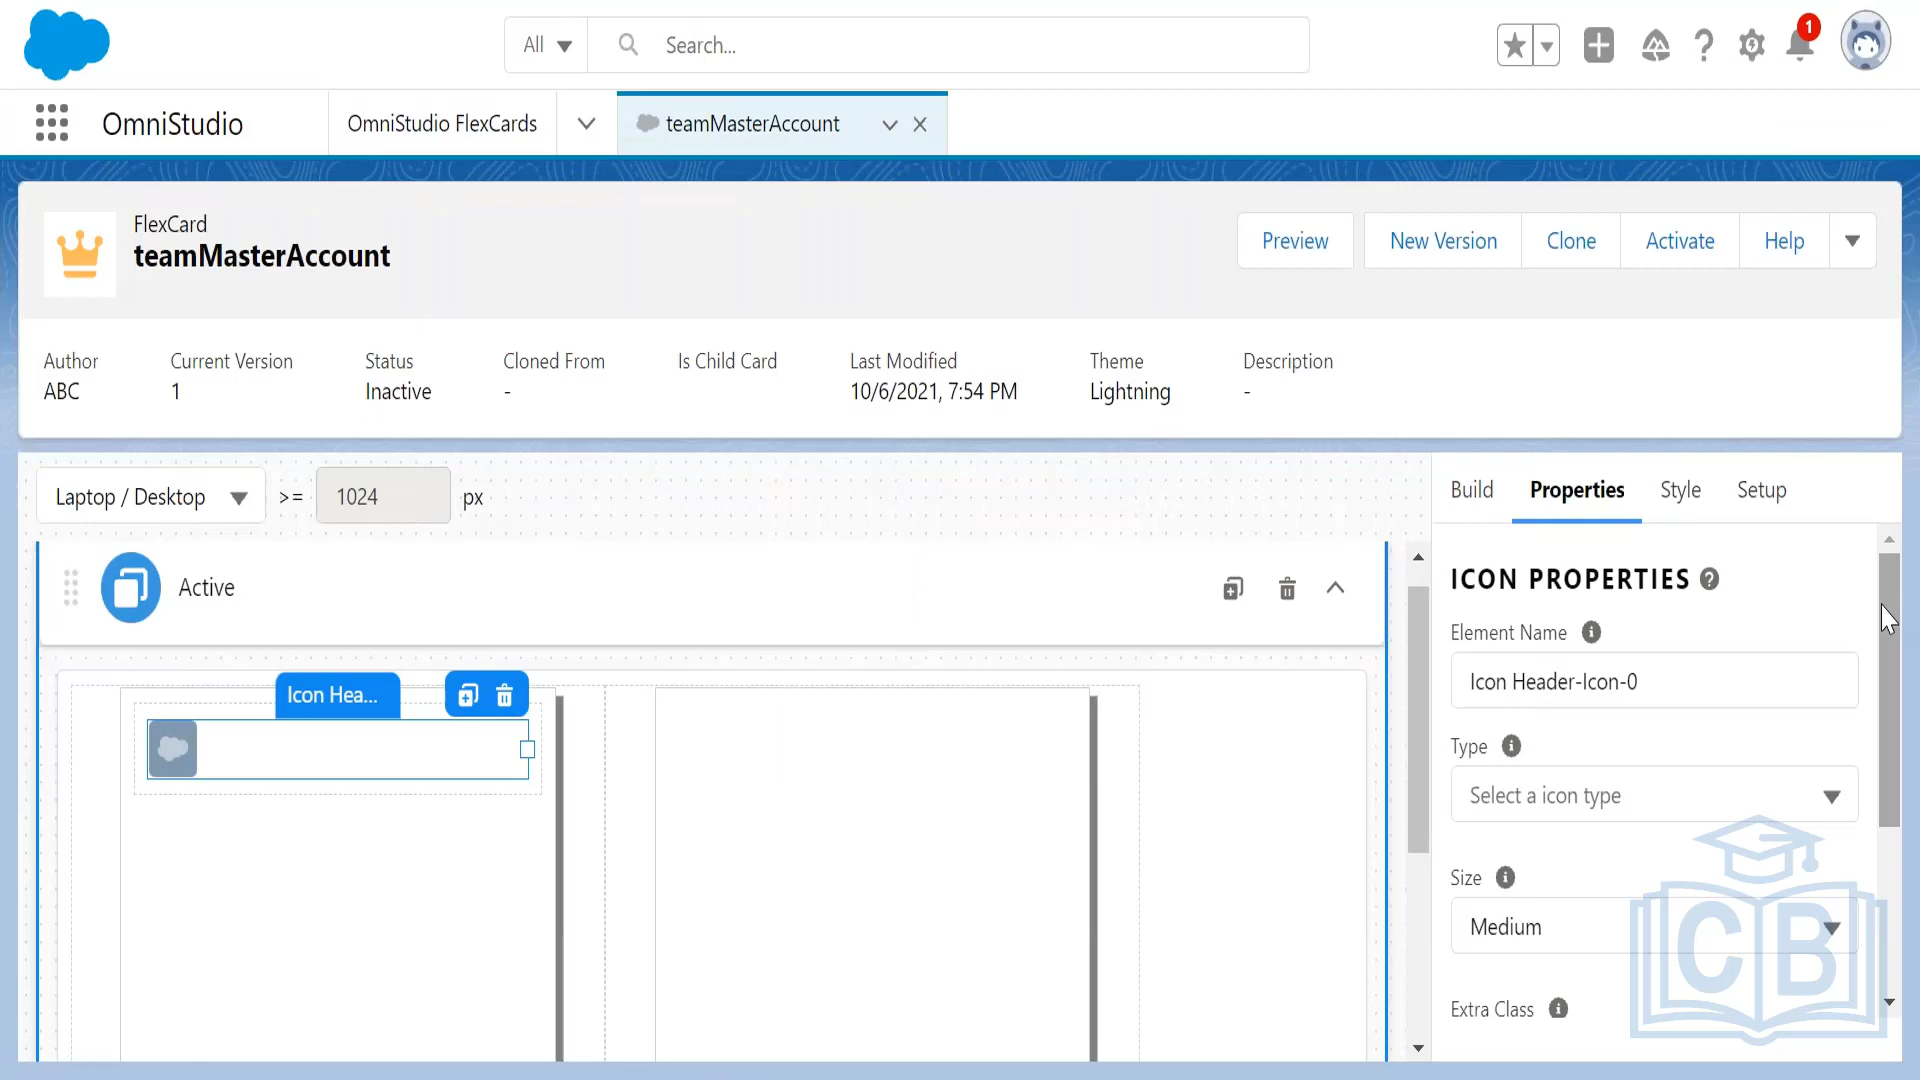 All
Search...
1
OmniStudio
OmniStudio FlexCards
teamMasterAccount
FlexCard
teamMasterAccount
Preview
New Version
Clone
Activate
Help
Author
Current Version
Status
Cloned From
Is Child Card
Last Modified
Theme
Description
ABC
1
Inactive
-
10/6/2021, 7:54 PM
Lightning
-
Laptop / Desktop
>=
1024
px
Build
Properties
Style
Setup
Active
ICON PROPERTIES
Element Name
Icon Header-Icon-0
Icon Hea...
Type
Select a icon type
Size
Medium
Extra Class
CB